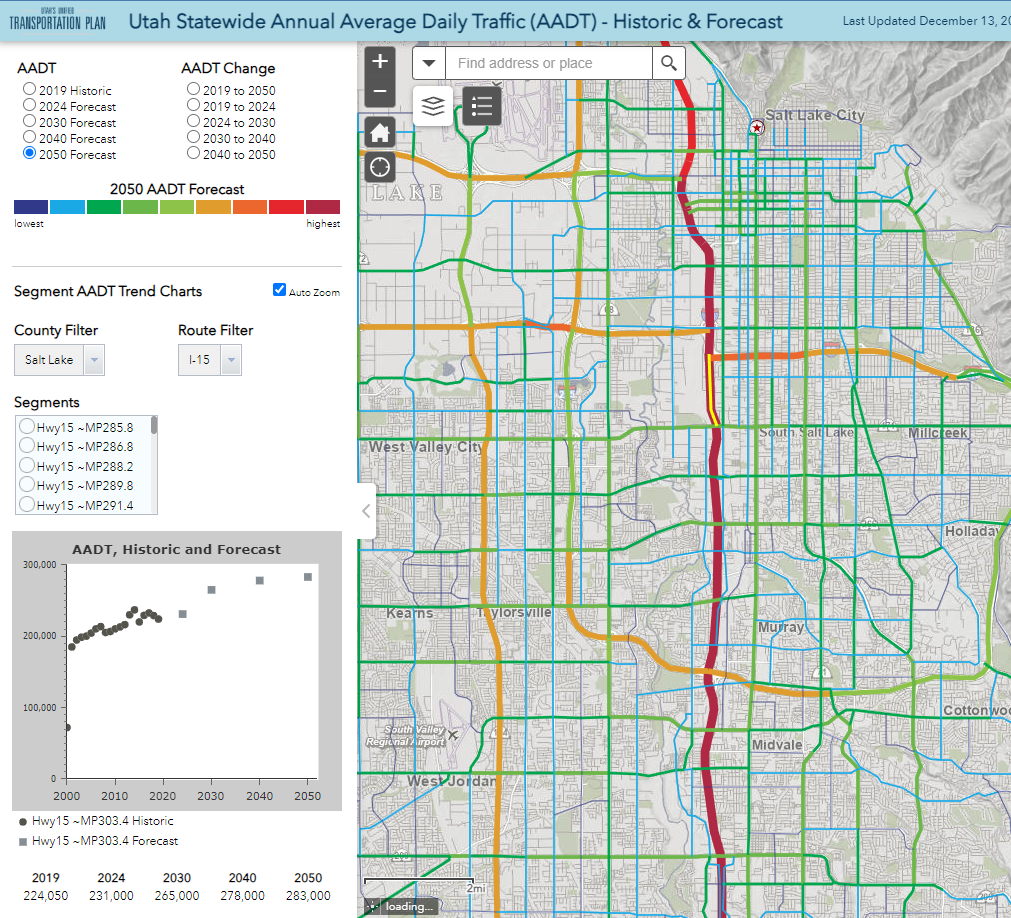 UTAH'S UNIFIED
TRANSPORTATION PLAN
Utah Statewide Annual Average Daily Traffic (AADT) - Historic & Forecast
Last Updated December 13, 20
AADT
2019 Historic
2024 Forecast
2030 Forecast
2040 Forecast
2050 Forecast
AADT Change
2019 to 2050
2019 to 2024
2024 to 2030
2030 to 2040
2040 to 2050
2050 AADT Forecast
lowest
highest
Segment AADT Trend Charts
Auto Zoom
County Filter
Route Filter
Salt Lake
I-15
Segments
Hwy15 ~MP285.8
Hwy15 ~MP286.8
Hwy15 ~MP288.2
Hwy15 ~MP289.8
Hwy15 ~MP291.4
AADT, Historic and Forecast
300,000
200,000
100,000
0
2000 2010 2020 2030 2040 2050
Hwy15 ~MP303.4 Historic
Hwy15 ~MP303.4 Forecast
2019 2024 2030 2040 2050
224,050 231,000 265,000 278,000 283,000
+
−
Find address or place
Salt Lake City
LAKE
68
South Salt Lake
Millcreek
West Valley City
Holladay
Kearns
Taylorsville
Murray
71
Cottonwoo
South Valley
Regional Airport
Midvale
West Jordan
2mi
loading...